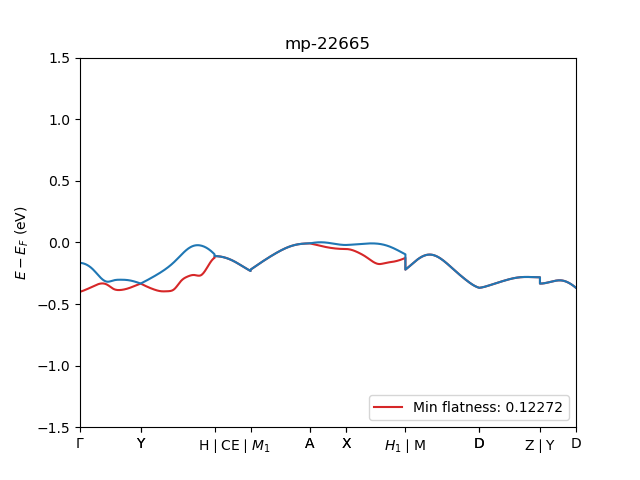 mp-22665
E − E_F (eV)
1.5
1.0
0.5
0.0
−0.5
−1.0
−1.5
Min flatness: 0.12272
Γ Y H | CE | M_1 A X H_1 | M D Z | Y D